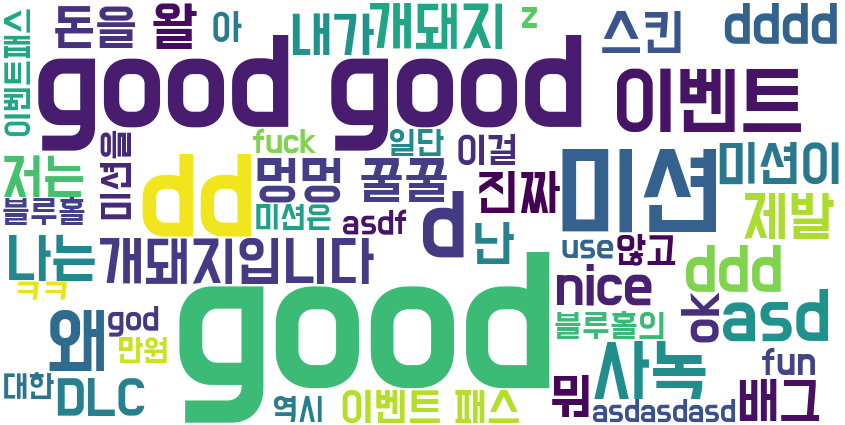 이벤트패스
돈을
왈
아
내가
개돼지
z
스킨
dddd
good good
이벤트
fuck
일단
이걸
미션을
저는
블루홀
dd
멍멍
꿀꿀
미션은
asdf
d
진짜
난
미션
미션이
제발
나는
개돼지입니다
use
않고
ddd
ㅋㅋ
왜
god
만원
good
nice
블루홀의
ok
asd
대한
DLC
역시
이벤트 패스
뭐
사녹
asdasdasd
배그
fun